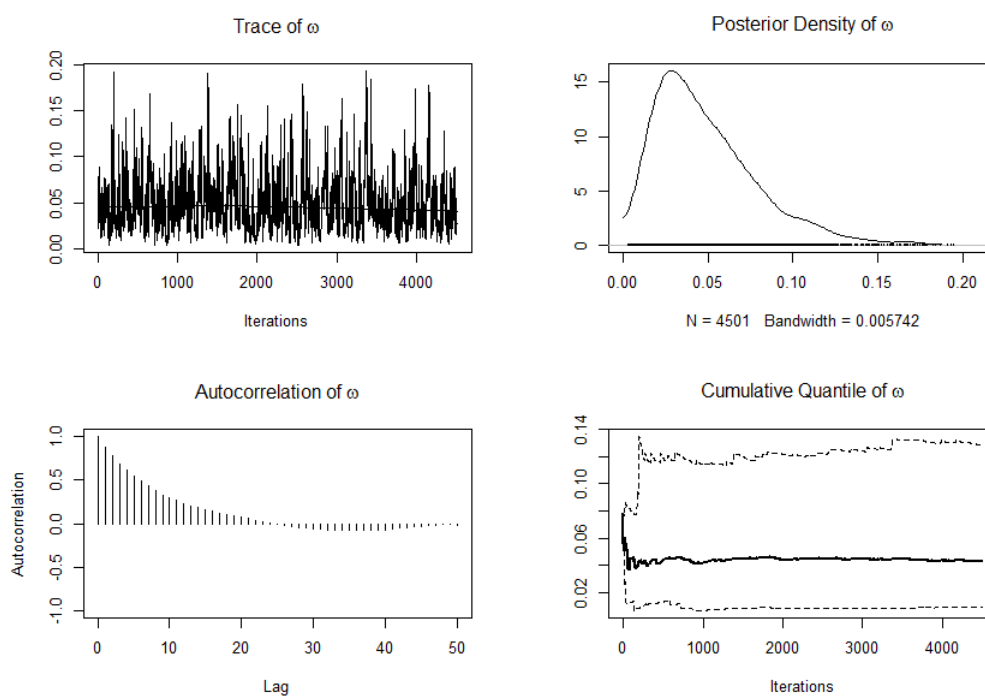 Trace of ω
0.00 0.05 0.10 0.15 0.20
0 1000 2000 3000 4000
Iterations
Posterior Density of ω
0 5 10 15
0.00 0.05 0.10 0.15 0.20
N = 4501 Bandwidth = 0.005742
Autocorrelation of ω
Autocorrelation
-1.0 -0.5 0.0 0.5 1.0
0 10 20 30 40 50
Lag
Cumulative Quantile of ω
0.02 0.06 0.10 0.14
0 1000 2000 3000 4000
Iterations